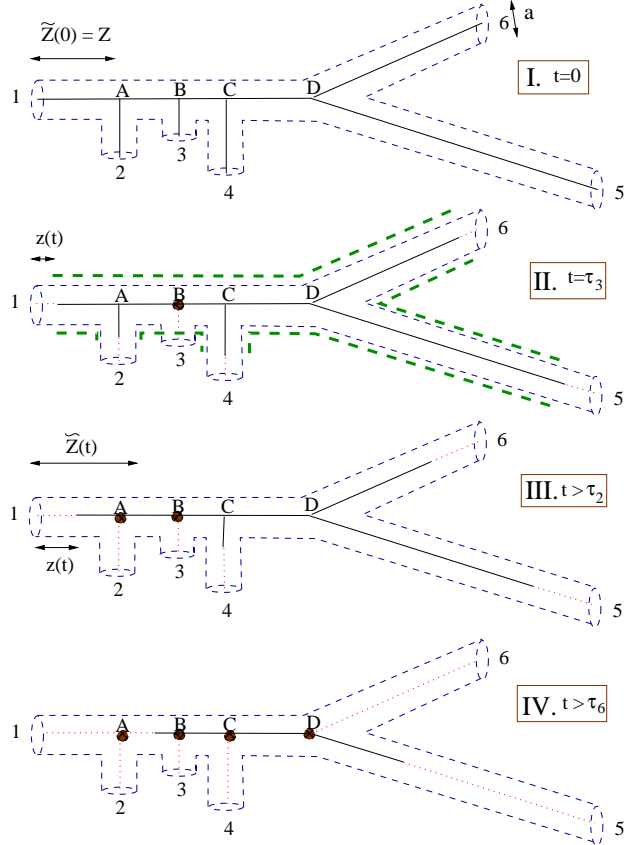 Z̃(0) = Z
a
6
I. t=0
1
A
B
C
D
2
3
4
5
z(t)
6
II. t=τ₃
1
A
B
C
D
2
3
4
5
Z̃(t)
6
III. t > τ₂
1
A
B
C
D
z(t)
2
3
4
5
6
IV. t > τ₆
1
A
B
C
D
2
3
4
5